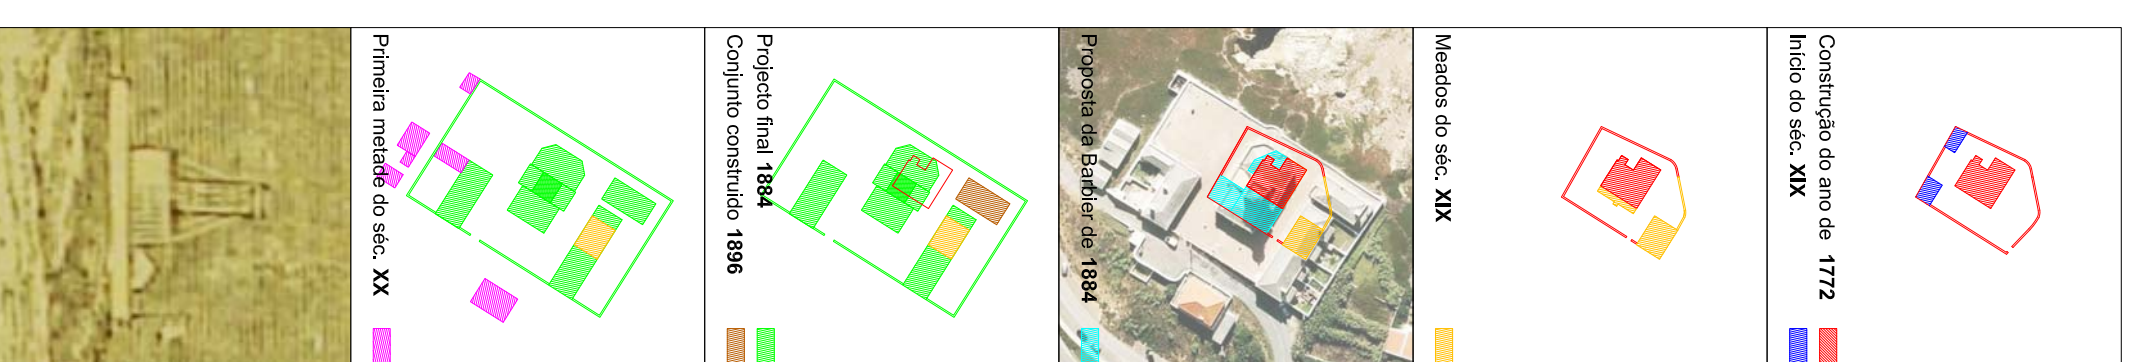 Construção do ano de 1772
Início do séc. XIX
Meados do séc. XIX
Proposta da Barbier de 1884
Projecto final 1884
Conjunto construido 1896
Primeira metade do séc. XX